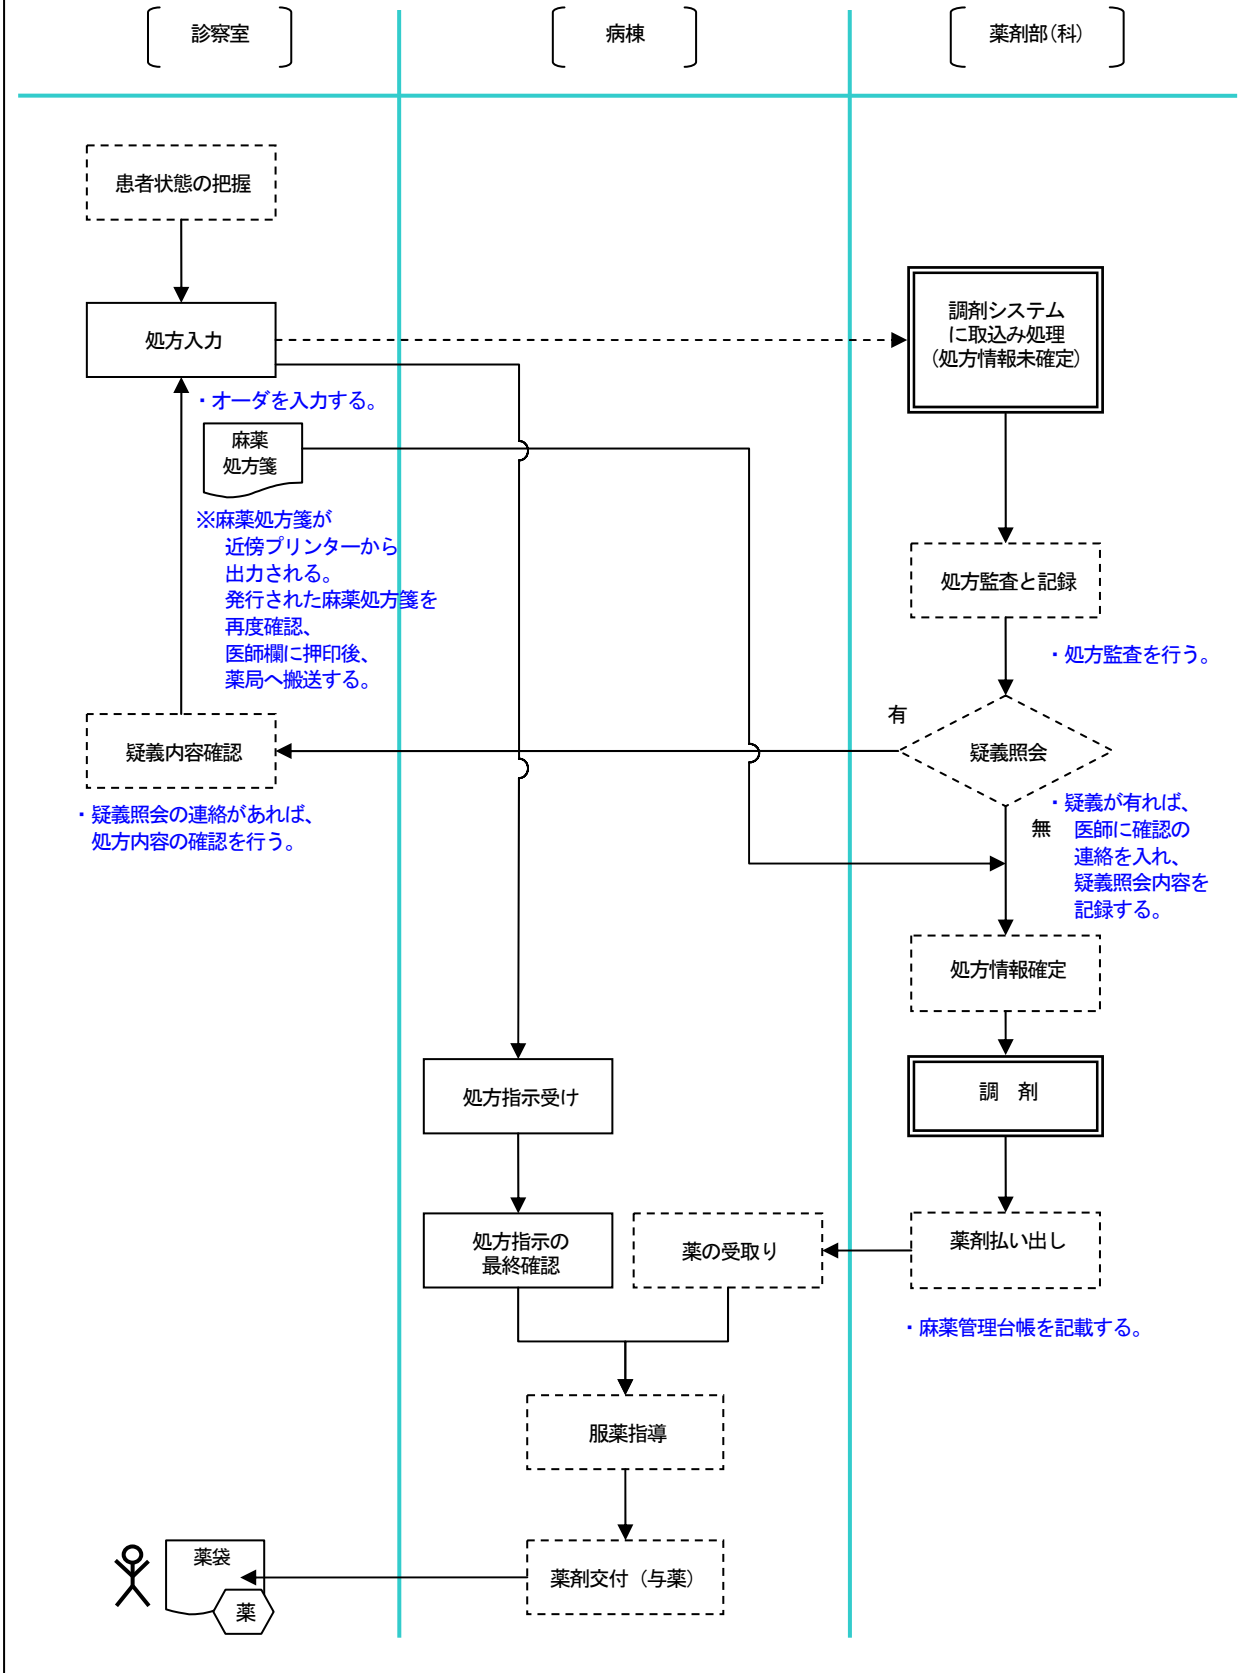 診察室
病棟
薬剤部(科)
患者状態の把握
処方入力
・オーダを入力する。
調剤システム
に取込み処理
(処方情報未確定)
麻薬
処方箋
※麻薬処方箋が
近傍プリンターから
出力される。
発行された麻薬処方箋を
再度確認、
医師欄に押印後、
薬局へ搬送する。
処方監査と記録
・処方監査を行う。
有
疑義照会
無
・疑義が有れば、
医師に確認の
連絡を入れ、
疑義照会内容を
記録する。
疑義内容確認
・疑義照会の連絡があれば、
処方内容の確認を行う。
処方情報確定
処方指示受け
調　剤
処方指示の
最終確認
薬の受取り
薬剤払い出し
・麻薬管理台帳を記載する。
服薬指導
薬剤交付（与薬）
薬袋
薬